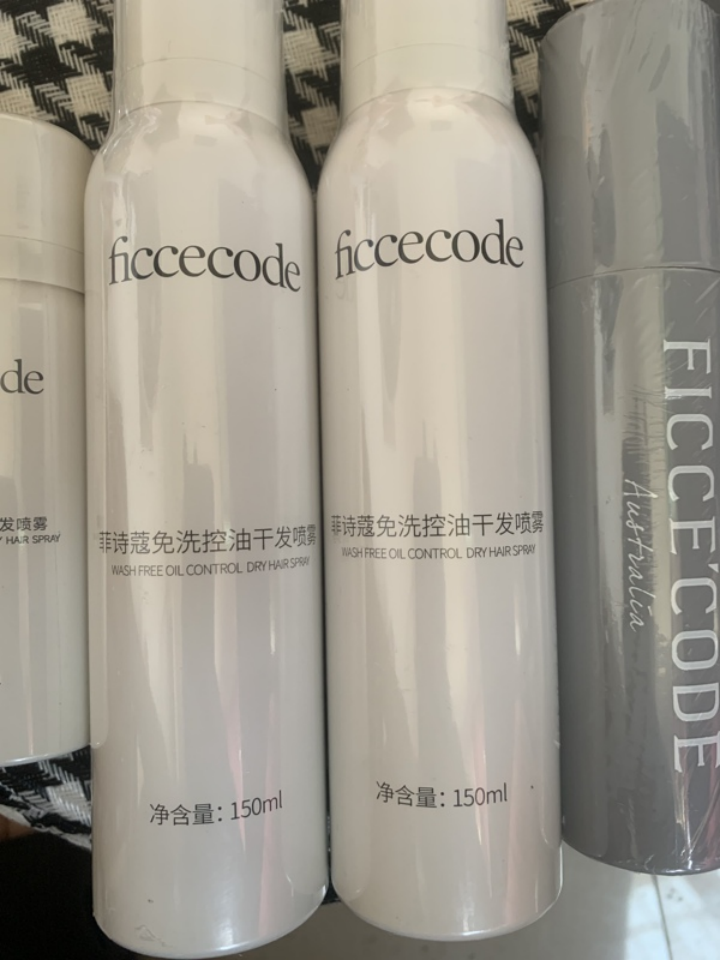 de
发喷雾
HAIR SPRAY
ficcecode
菲诗蔻免洗控油干发喷雾
WASH FREE OIL CONTROL DRY HAIR SPRAY
净含量：150ml
ficcecode
菲诗蔻免洗控油干发喷雾
WASH FREE OIL CONTROL DRY HAIR SPRAY
净含量：150ml
FICCE'CODE
Australia